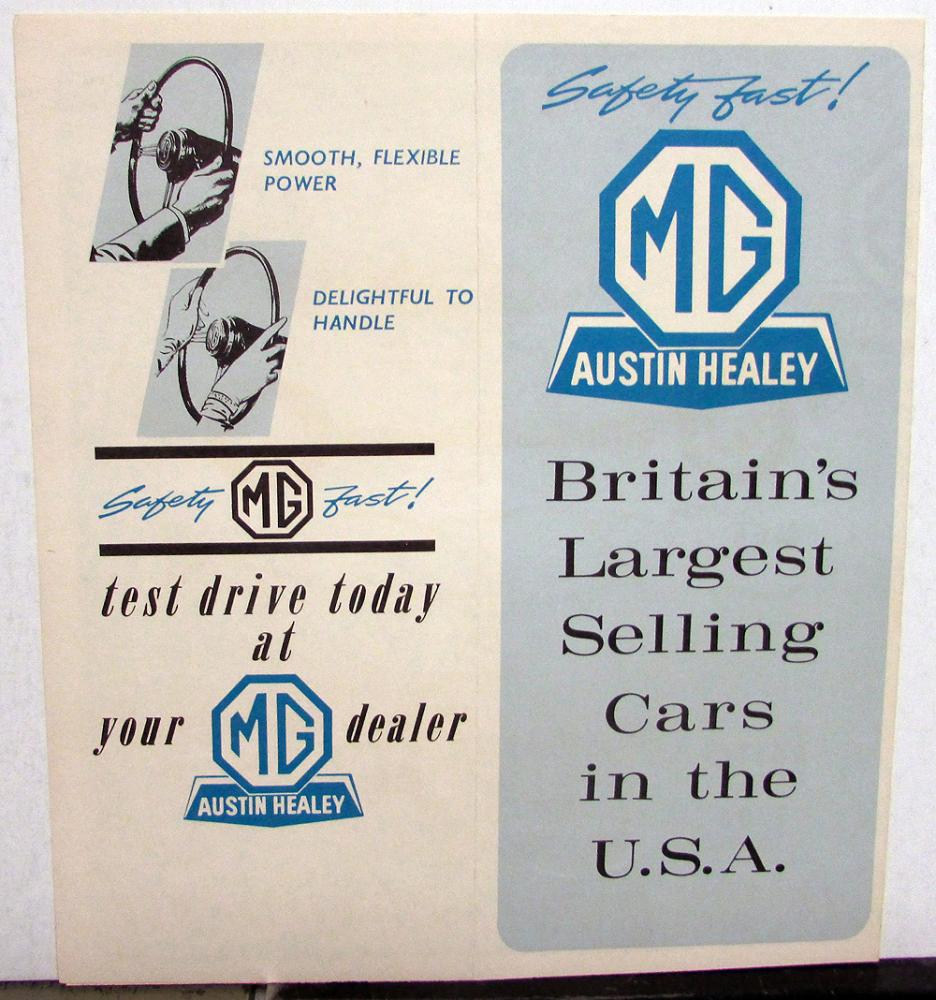 SMOOTH, FLEXIBLE
POWER
DELIGHTFUL TO
HANDLE
Safety MG fast!
test drive today
at
your MG dealer
AUSTIN HEALEY
Safety fast!
MG
AUSTIN HEALEY
Britain's
Largest
Selling
Cars
in the
U.S.A.